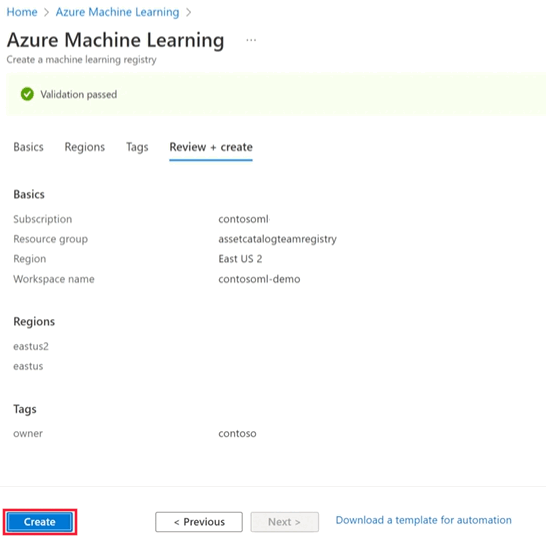 Home > Azure Machine Learning >
Azure Machine Learning ...
Create a machine learning registry
Validation passed
Basics Regions Tags Review + create
Basics
Subscription contosoml
Resource group assetcatalogteamregistry
Region East US 2
Workspace name contosoml-demo
Regions
eastus2
eastus
Tags
owner contoso
Create < Previous Next > Download a template for automation